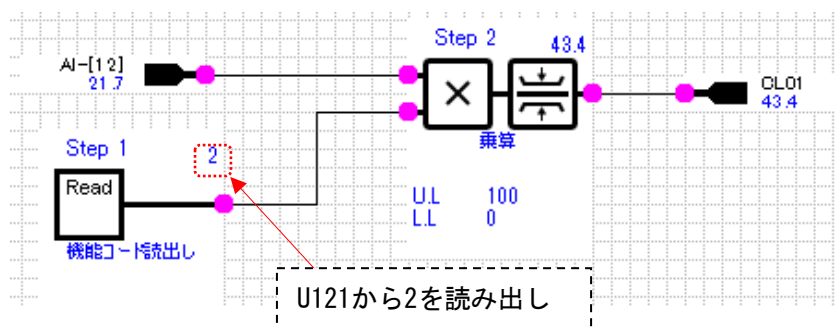 AI-[12]
21.7
Step 2
43.4
×
乗算
CLO1
43.4
Step 1
2
Read
機能コード読出し
U.L 100
L.L 0
U121から2を読み出し